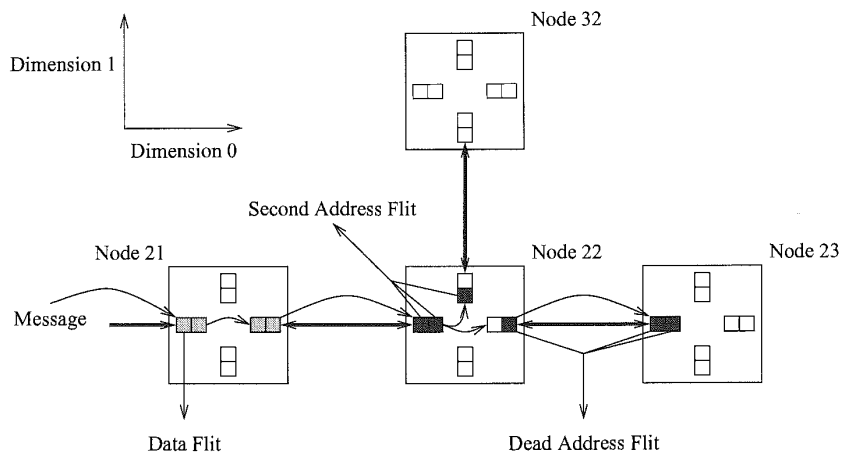 Node 32
Dimension 1
Dimension 0
Second Address Flit
Node 21
Node 22
Node 23
Message
Data Flit
Dead Address Flit